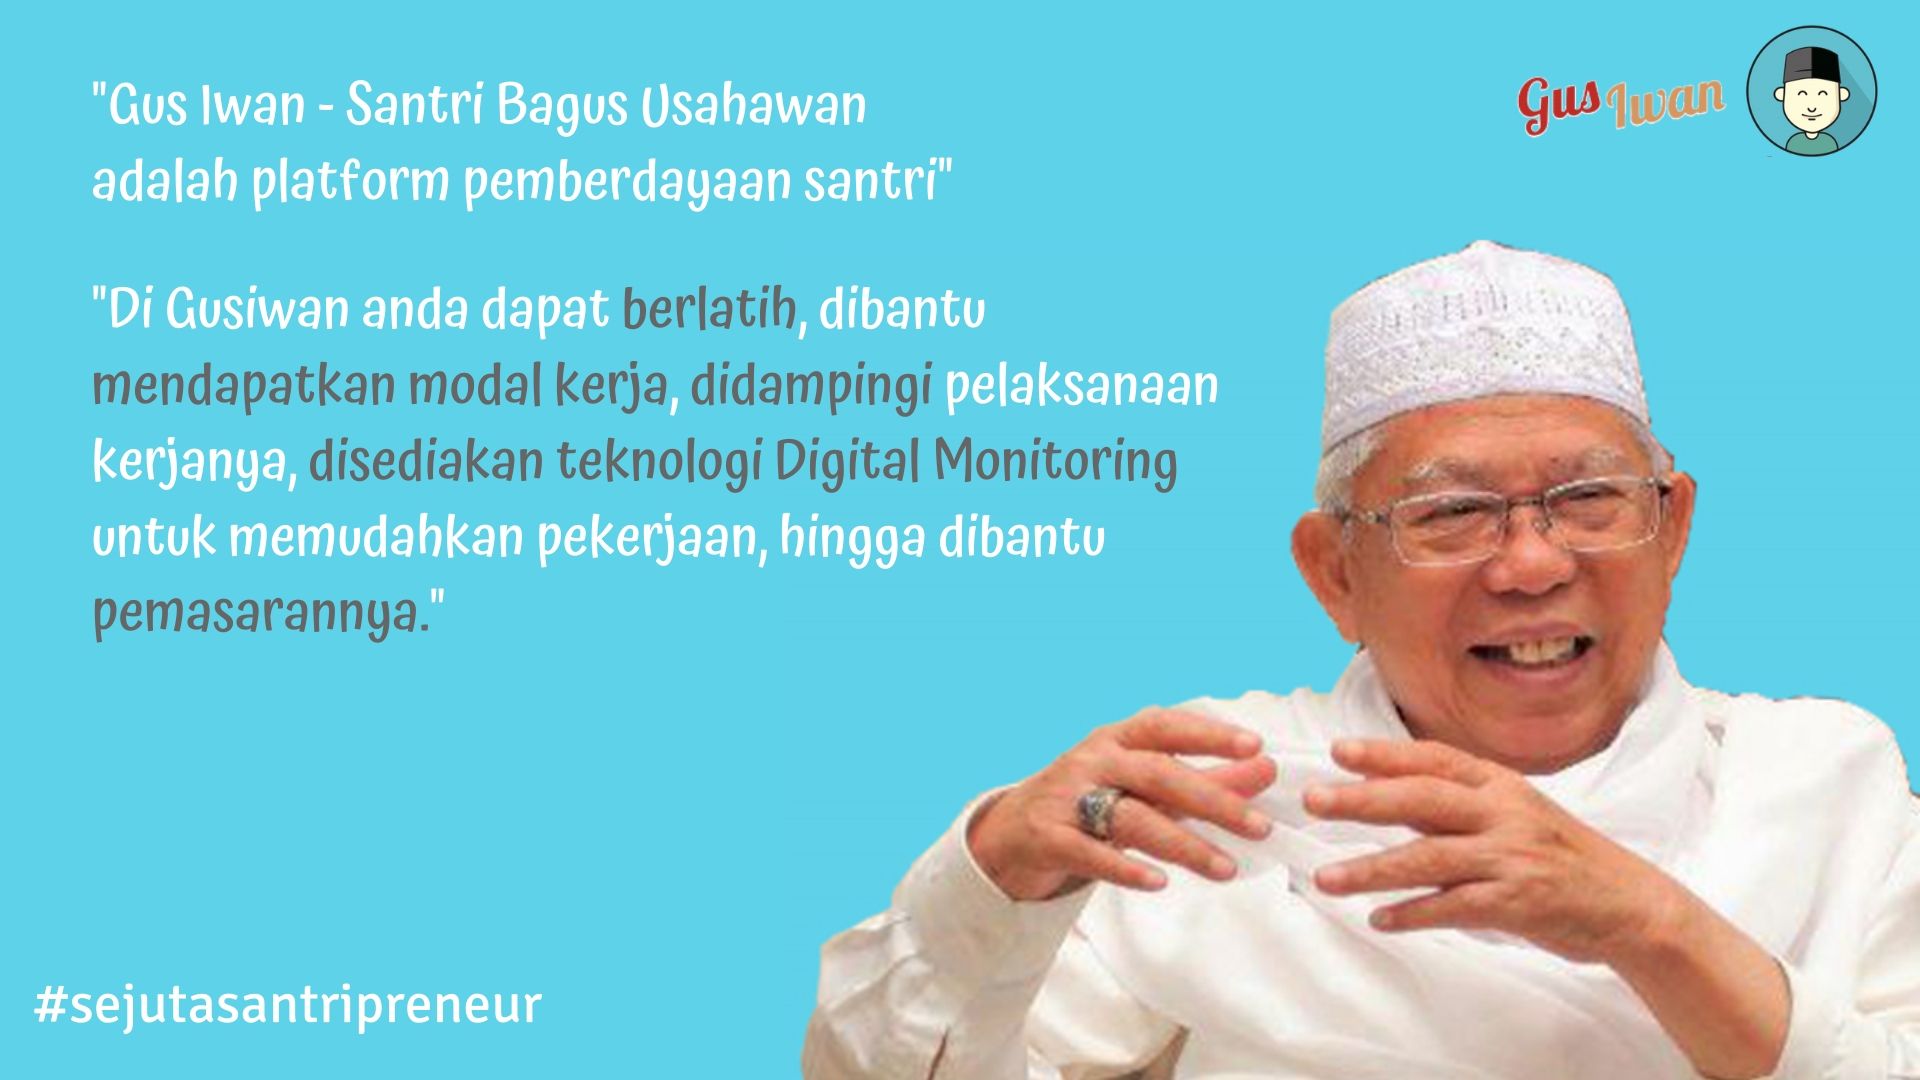 "Gus Iwan - Santri Bagus Usahawan
adalah platform pemberdayaan santri"
"Di Gusiwan anda dapat berlatih, dibantu
mendapatkan modal kerja, didampingi pelaksanaan
kerjanya, disediakan teknologi Digital Monitoring
untuk memudahkan pekerjaan, hingga dibantu
pemasarannya."
Gus Iwan
#sejutasantripreneur